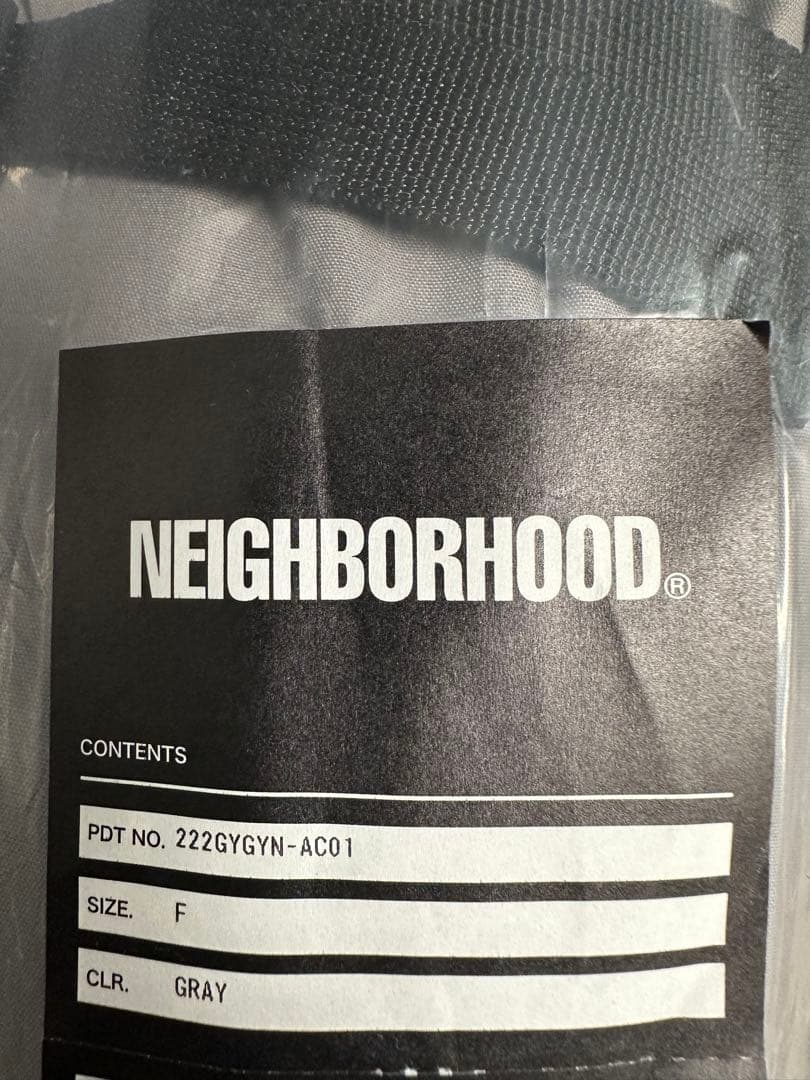 NEIGHBORHOOD®
CONTENTS
PDT NO. 222GYGYN-AC01
SIZE. F
CLR. GRAY